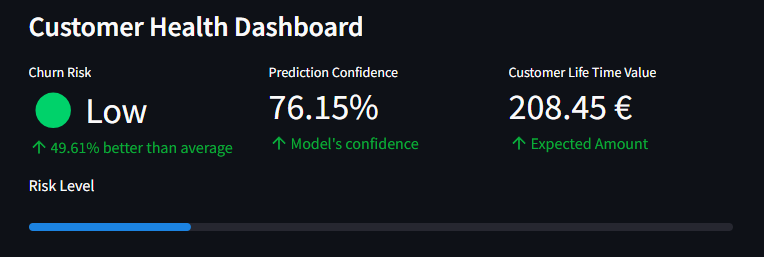 Customer Health Dashboard
Churn Risk
Low
↑ 49.61% better than average
Prediction Confidence
76.15%
↑ Model's confidence
Customer Life Time Value
208.45 €
↑ Expected Amount
Risk Level